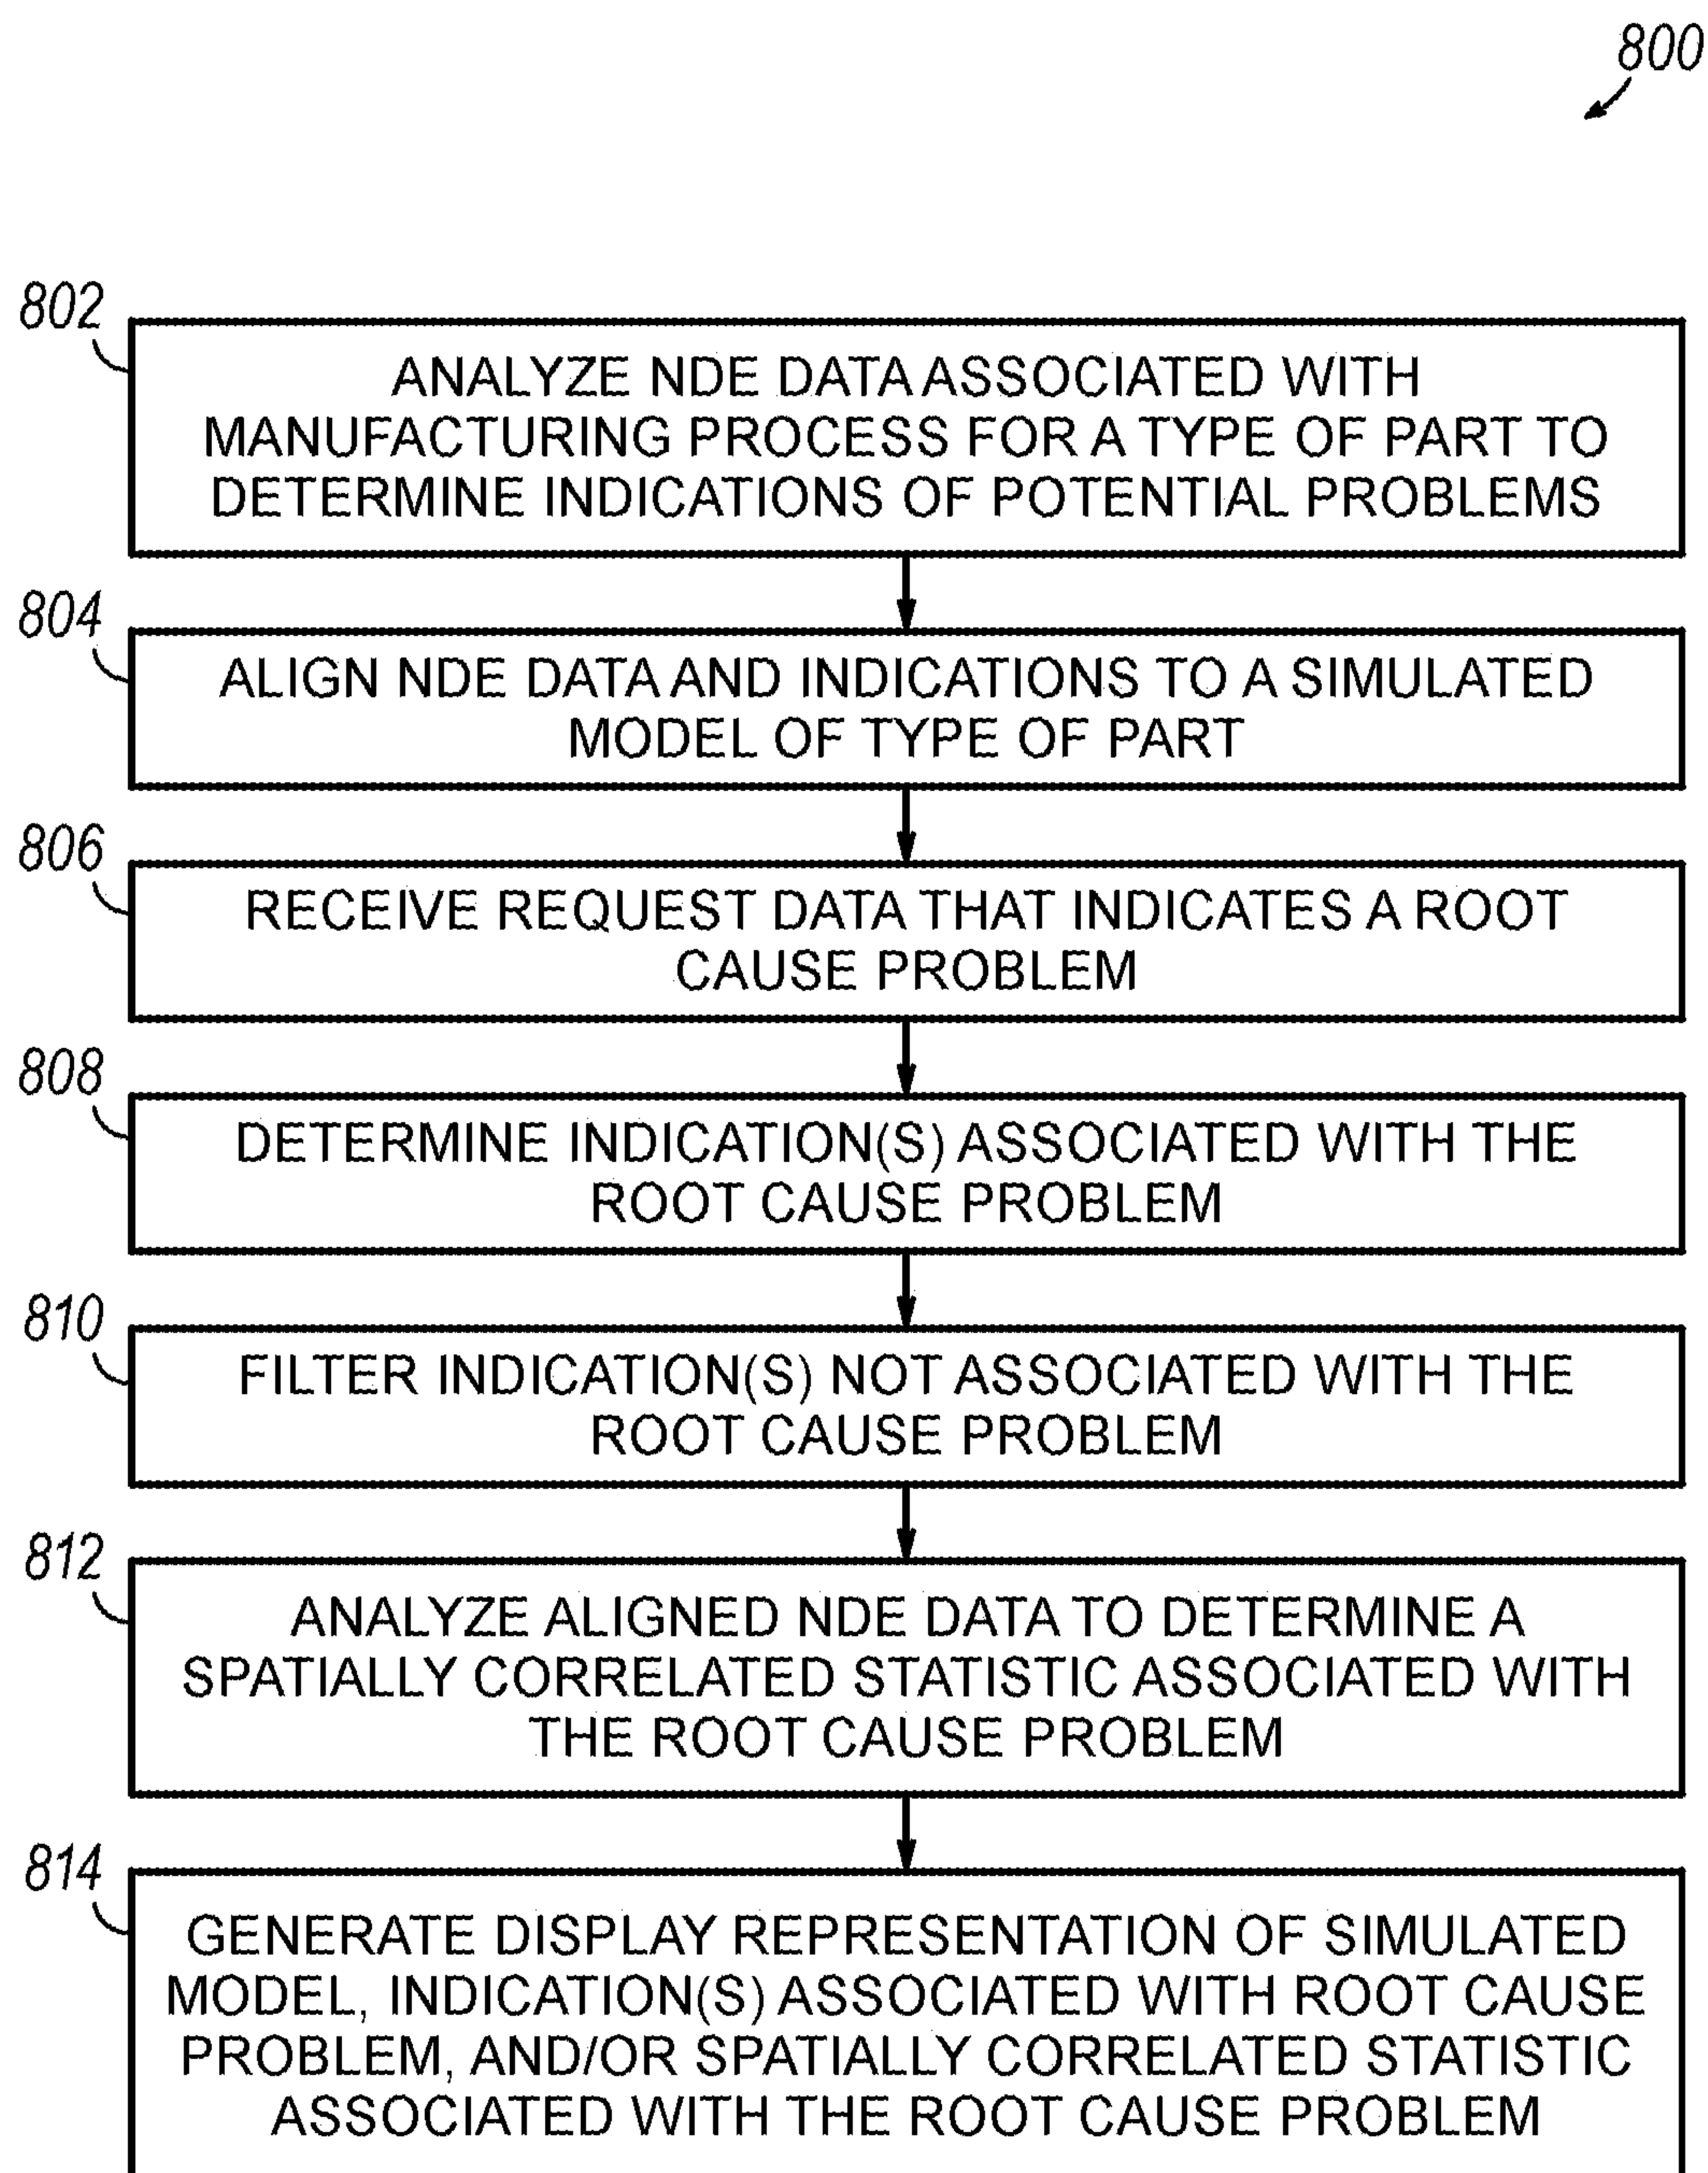 800
802
ANALYZE NDE DATA ASSOCIATED WITH
MANUFACTURING PROCESS FOR A TYPE OF PART TO
DETERMINE INDICATIONS OF POTENTIAL PROBLEMS
804
ALIGN NDE DATA AND INDICATIONS TO A SIMULATED
MODEL OF TYPE OF PART
806
RECEIVE REQUEST DATA THAT INDICATES A ROOT
CAUSE PROBLEM
808
DETERMINE INDICATION(S) ASSOCIATED WITH THE
ROOT CAUSE PROBLEM
810
FILTER INDICATION(S) NOT ASSOCIATED WITH THE
ROOT CAUSE PROBLEM
812
ANALYZE ALIGNED NDE DATA TO DETERMINE A
SPATIALLY CORRELATED STATISTIC ASSOCIATED WITH
THE ROOT CAUSE PROBLEM
814
GENERATE DISPLAY REPRESENTATION OF SIMULATED
MODEL, INDICATION(S) ASSOCIATED WITH ROOT CAUSE
PROBLEM, AND/OR SPATIALLY CORRELATED STATISTIC
ASSOCIATED WITH THE ROOT CAUSE PROBLEM